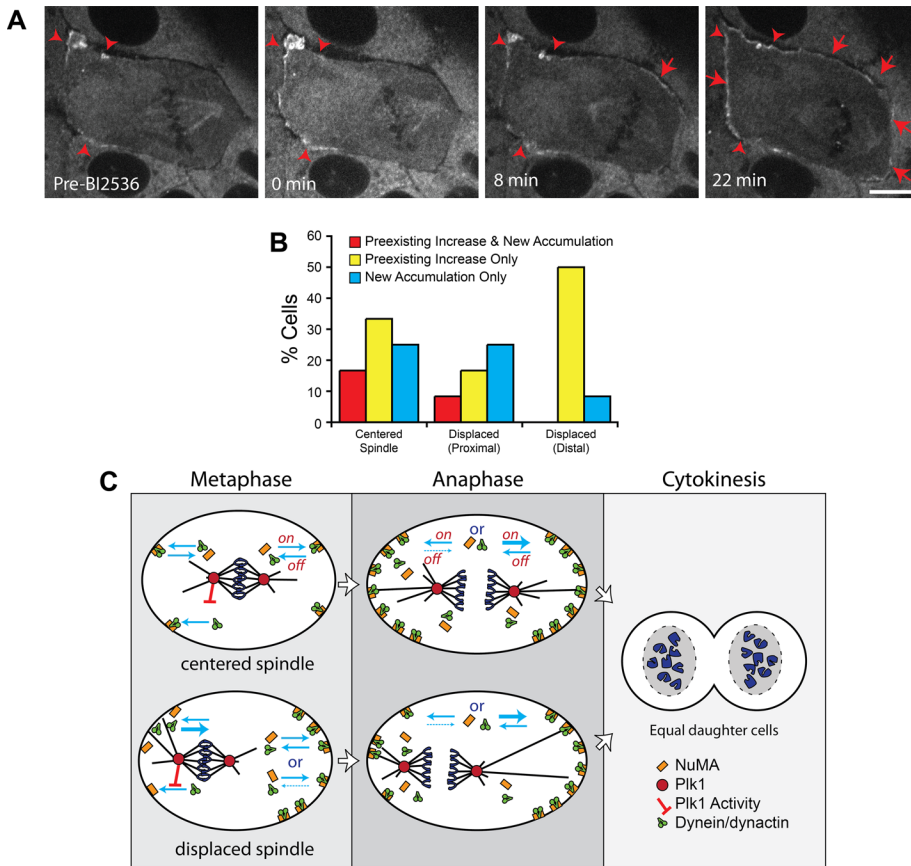 A
Pre-BI2536
0 min
8 min
22 min
B
Preexisting Increase & New Accumulation
Preexisting Increase Only
New Accumulation Only
% Cells
60
50
40
30
20
10
0
Centered
Spindle
Displaced
(Proximal)
Displaced
(Distal)
C
Metaphase
Anaphase
Cytokinesis
on
off
centered spindle
or
on
off
on
off
or
displaced spindle
or
Equal daughter cells
NuMA
Plk1
Plk1 Activity
Dynein/dynactin